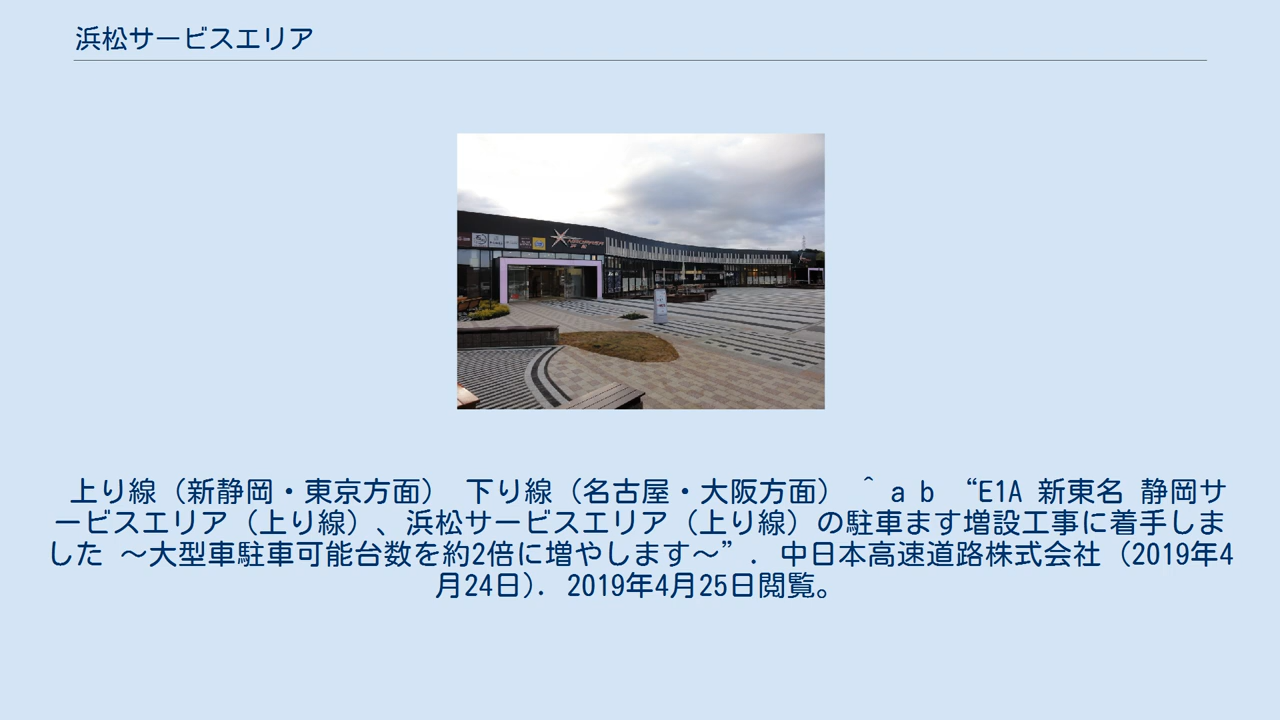 浜松サービスエリア
上り線（新静岡・東京方面） 下り線（名古屋・大阪方面） ^ a b “E1A 新東名 静岡サ
ービスエリア（上り線）、浜松サービスエリア（上り線）の駐車ます増設工事に着手しま
した ～大型車駐車可能台数を約2倍に増やします～”. 中日本高速道路株式会社 (2019年4
月24日). 2019年4月25日閲覧。